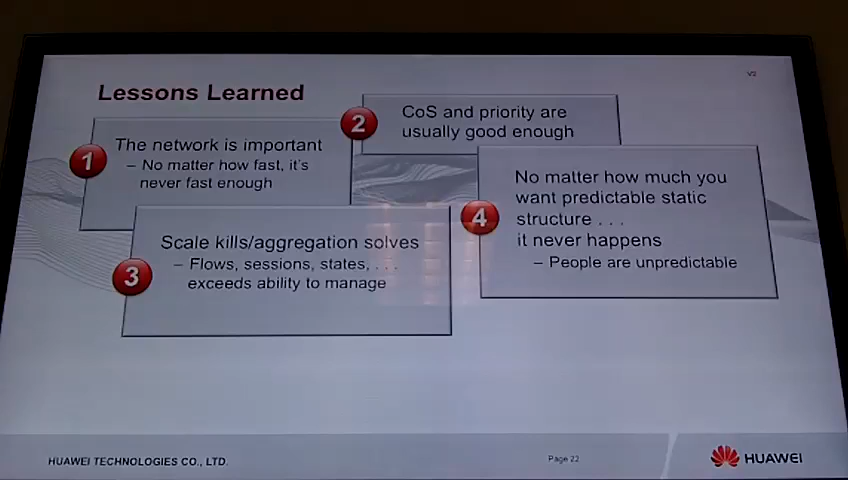 V2
Lessons Learned
1
The network is important
– No matter how fast, it's
never fast enough
2
CoS and priority are
usually good enough
3
Scale kills/aggregation solves
– Flows, sessions, states, . . .
exceeds ability to manage
4
No matter how much you
want predictable static
structure . . .
it never happens
– People are unpredictable
HUAWEI TECHNOLOGIES CO., LTD.
Page 22
HUAWEI